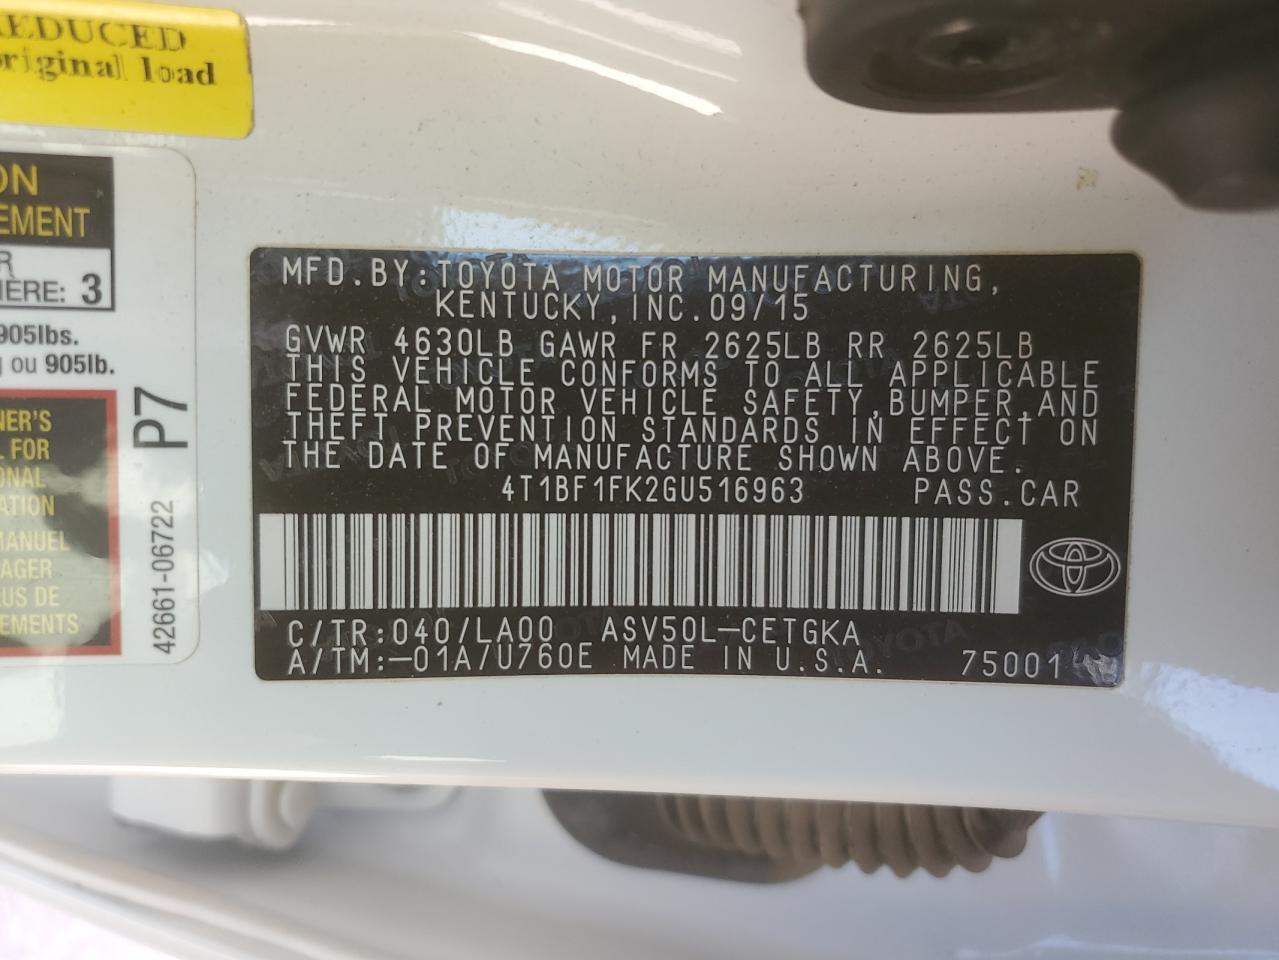 REDUCED
original load
ON
EMENT
R
HERE: 3
905lbs.
g ou 905lb.
NER'S
L FOR
ONAL
ATION
MANUEL
AGER
US DE
EMENTS
P7
42661-06722
MFD.BY:TOYOTA MOTOR MANUFACTURING,
KENTUCKY,INC.09/15
GVWR 4630LB GAWR FR 2625LB RR 2625LB
THIS VEHICLE CONFORMS TO ALL APPLICABLE
FEDERAL MOTOR VEHICLE SAFETY,BUMPER,AND
THEFT PREVENTION STANDARDS IN EFFECT ON
THE DATE OF MANUFACTURE SHOWN ABOVE.
4T1BF1FK2GU516963 PASS.CAR
C/TR:040/LA00 ASV50L-CETGKA
A/TM:-01A/U760E MADE IN U.S.A. 75001